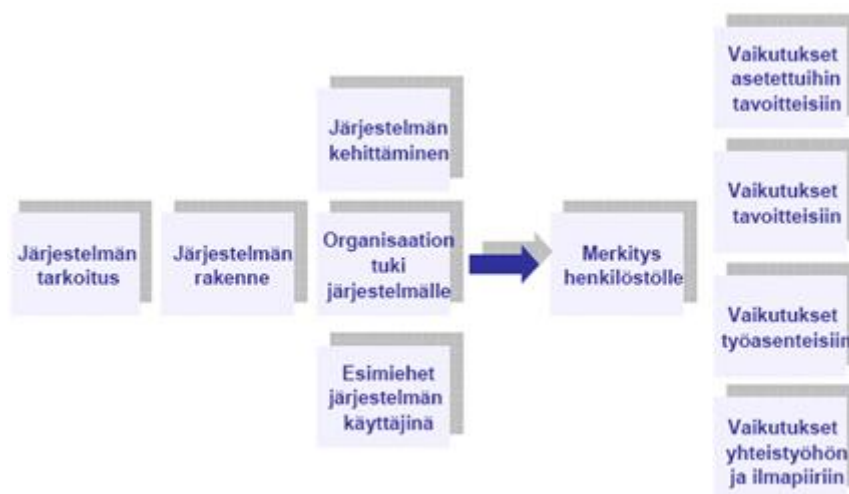 Järjestelmän
tarkoitus
Järjestelmän
rakenne
Järjestelmän
kehittäminen
Organisaation
tuki
järjestelmälle
Esimiehet
järjestelmän
käyttäjinä
Merkitys
henkilöstölle
Vaikutukset
asetettuihin
tavoitteisiin
Vaikutukset
tavoitteisiin
Vaikutukset
työasenteisiin
Vaikutukset
yhteistyöhön
ja ilmapiiriin